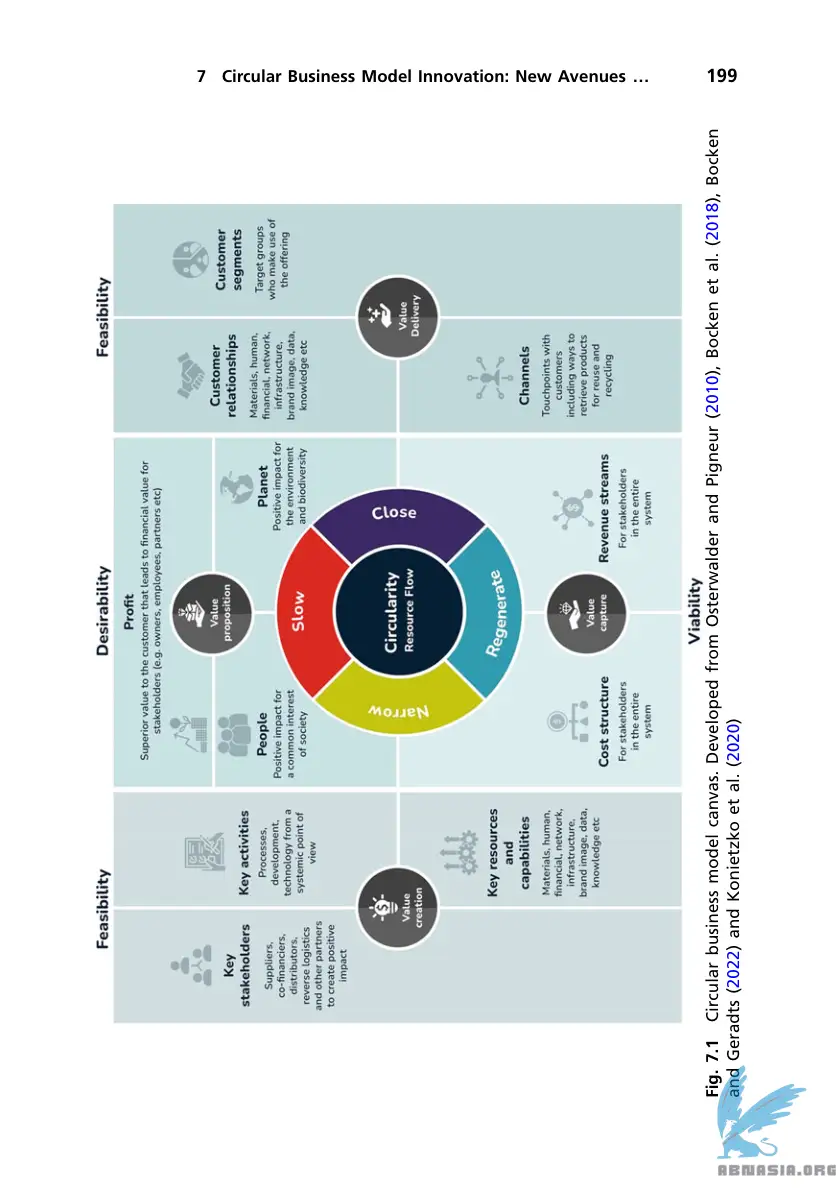 7 Circular Business Model Innovation: New Avenues … 199
Feasibility
Desirability
Feasibility
Key
stakeholders
Suppliers,
co-financiers,
distributors,
reverse logistics
and other partners
to create positive
impact
Key activities
Processes,
development,
technology from a
systemic point of
view
Value
creation
Key resources
and
capabilities
Materials, human,
financial, network,
infrastructure,
brand image, data,
knowledge etc
Profit
Superior value to the customer that leads to financial value for
stakeholders (e.g. owners, employees, partners etc)
Value
proposition
People
Positive impact for
a common interest
of society
Planet
Positive impact for
the environment
and biodiversity
Slow
Close
Narrow
Regenerate
Circularity
Resource Flow
Cost structure
For stakeholders
in the entire
system
Value
capture
Revenue streams
For stakeholders
in the entire
system
Customer
relationships
Materials, human,
financial, network,
infrastructure,
brand image, data,
knowledge etc
Customer
segments
Target groups
who make use of
the offering
Value
Delivery
Channels
Touchpoints with
customers
including ways to
retrieve products
for reuse and
recycling
Viability
Fig. 7.1 Circular business model canvas. Developed from Osterwalder and Pigneur (2010), Bocken et al. (2018), Bocken
and Geradts (2022) and Konietzko et al. (2020)
ABNASIA.ORG